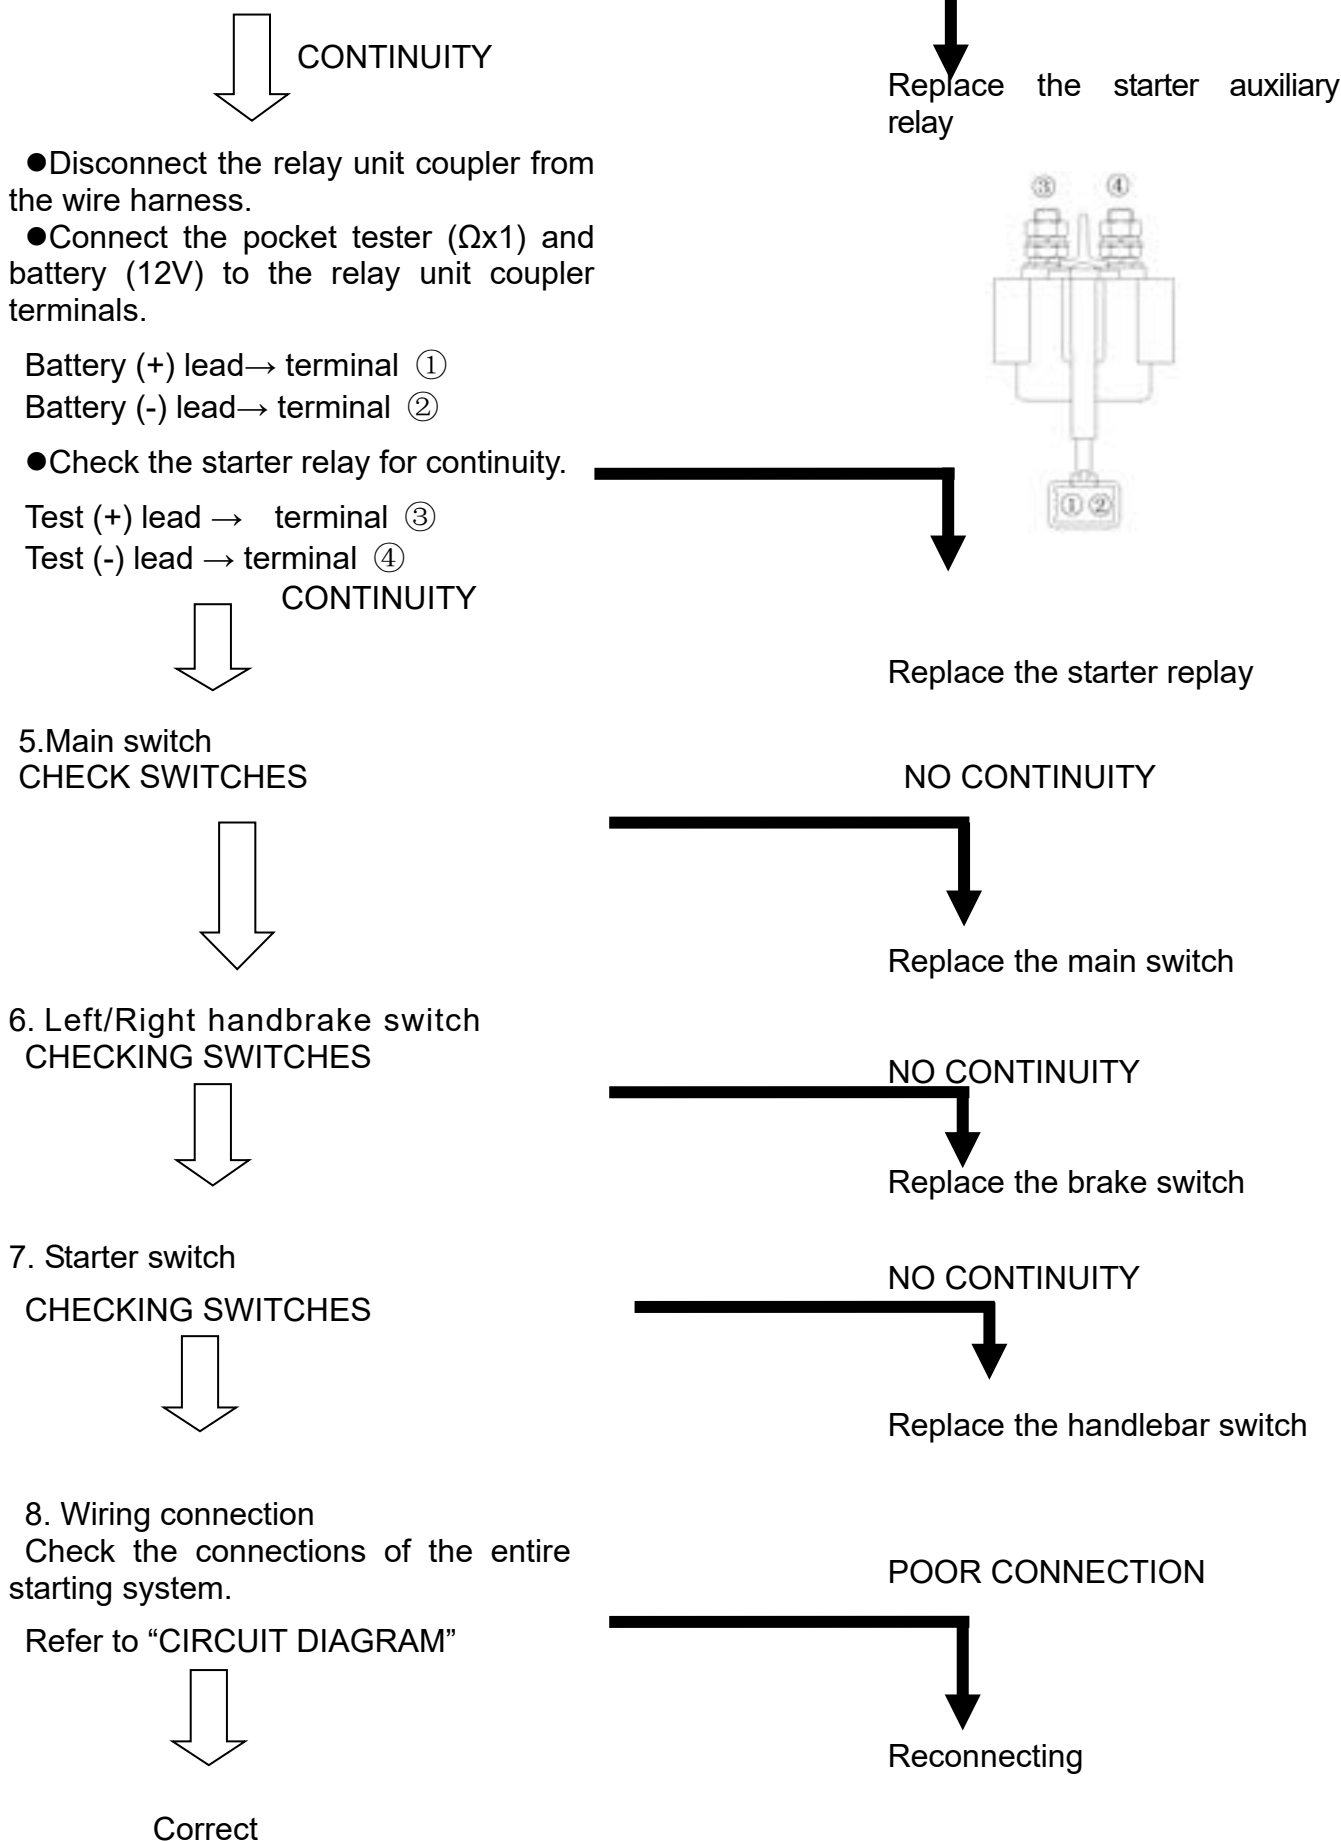 CONTINUITY
Replace the starter auxiliary
relay
●Disconnect the relay unit coupler from
the wire harness.
●Connect the pocket tester (Ωx1) and
battery (12V) to the relay unit coupler
terminals.
Battery (+) lead→ terminal ①
Battery (-) lead→ terminal ②
●Check the starter relay for continuity.
Test (+) lead → terminal ③
Test (-) lead → terminal ④
CONTINUITY
③ ④
① ②
Replace the starter replay
5.Main switch
CHECK SWITCHES
NO CONTINUITY
Replace the main switch
6. Left/Right handbrake switch
CHECKING SWITCHES
NO CONTINUITY
Replace the brake switch
7. Starter switch
CHECKING SWITCHES
NO CONTINUITY
Replace the handlebar switch
8. Wiring connection
Check the connections of the entire
starting system.
Refer to “CIRCUIT DIAGRAM”
POOR CONNECTION
Reconnecting
Correct